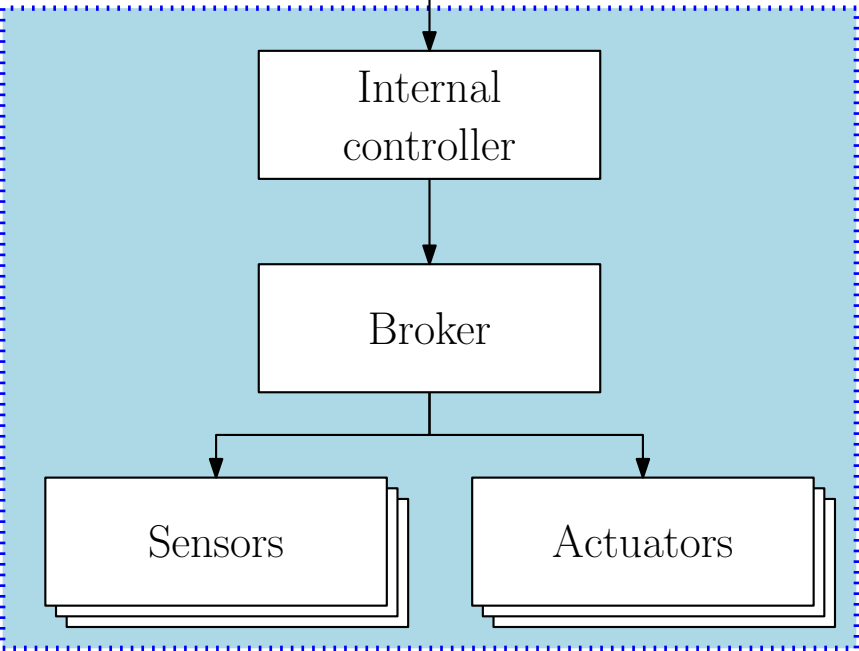 Internal
controller
Broker
Sensors
Actuators